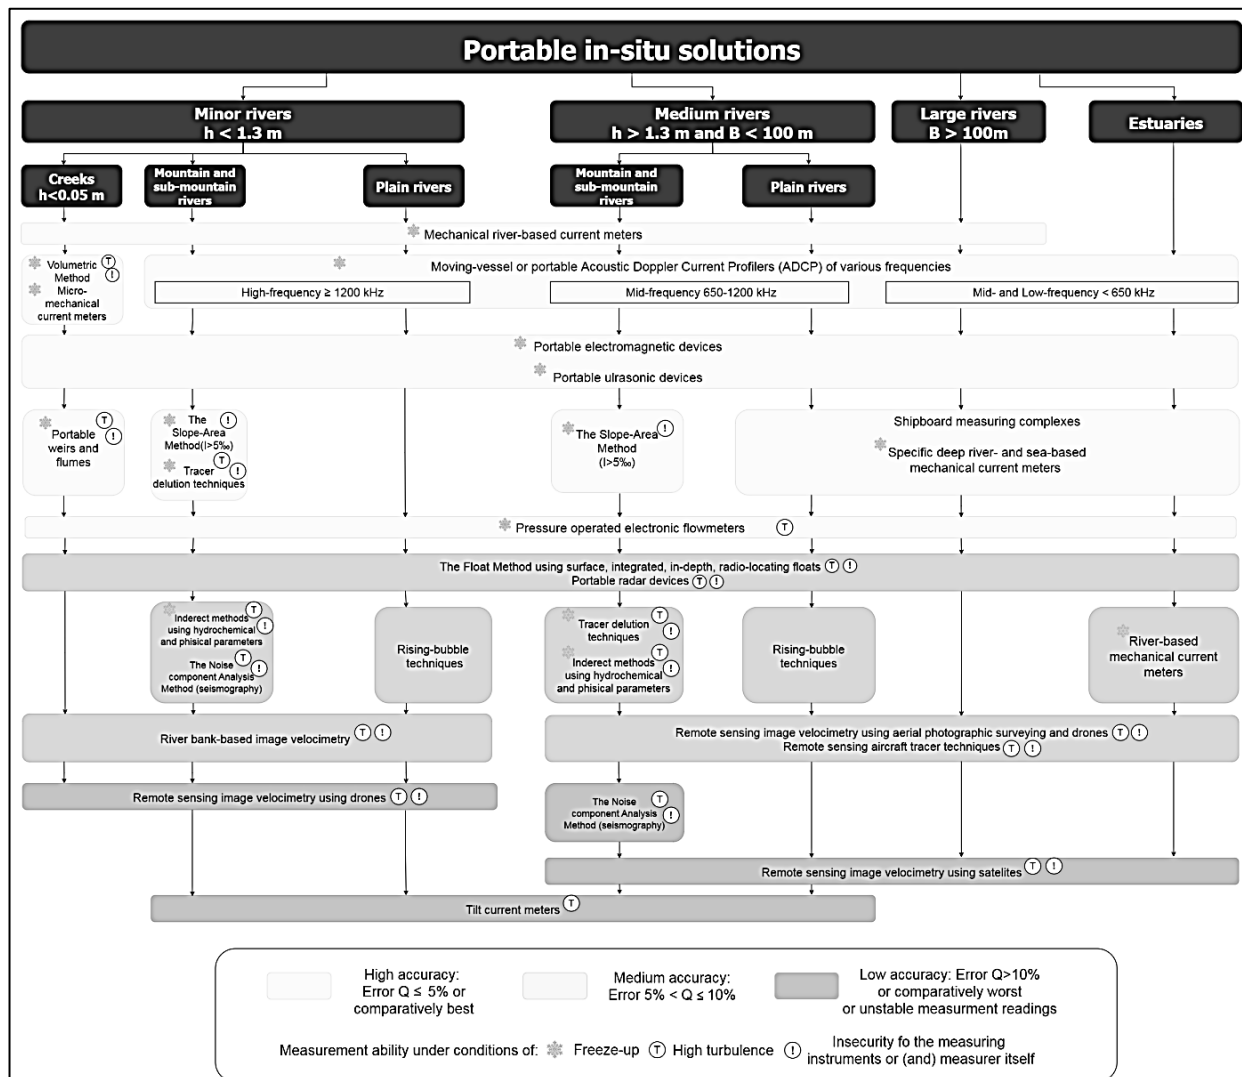 Portable in-situ solutions
Minor rivers
h < 1.3 m
Medium rivers
h > 1.3 m and B < 100 m
Large rivers
B > 100m
Estuaries
Creeks
h<0.05 m
Mountain and
sub-mountain
rivers
Plain rivers
Mountain and
sub-mountain
rivers
Plain rivers
Mechanical river-based current meters
Volumetric T
Method !
Micro-
mechanical
current meters
Moving-vessel or portable Acoustic Doppler Current Profilers (ADCP) of various frequencies
High-frequency ≥ 1200 kHz
Mid-frequency 650-1200 kHz
Mid- and Low-frequency < 650 kHz
Portable electromagnetic devices
Portable ulrasonic devices
Portable T
weirs and !
flumes
The !
Slope-Area
Method(I>5‰)
Tracer T !
delution techniques
The Slope-Area !
Method
(I>5‰)
Shipboard measuring complexes
Specific deep river- and sea-based
mechanical current meters
Pressure operated electronic flowmeters T
The Float Method using surface, integrated, in-depth, radio-locating floats T !
Portable radar devices T !
Inderect methods T
using hydrochemical !
and phisical parameters
The Noise T
component Analysis !
Method (seismography)
Rising-bubble
techniques
Tracer delution T
techniques !
Inderect methods T
using hydrochemical !
and phisical parameters
Rising-bubble
techniques
River-based
mechanical current
meters
River bank-based image velocimetry T !
Remote sensing image velocimetry using aerial photographic surveying and drones T !
Remote sensing aircraft tracer techniques T !
Remote sensing image velocimetry using drones T !
The Noise T
component Analysis !
Method (seismography)
Remote sensing image velocimetry using satelites T !
Tilt current meters T
High accuracy:
Error Q ≤ 5% or
comparatively best
Medium accuracy:
Error 5% < Q ≤ 10%
Low accuracy: Error Q>10%
or comparatively worst
or unstable measurment readings
Measurement ability under conditions of: Freeze-up T High turbulence ! Insecurity fo the measuring
instruments or (and) measurer itself